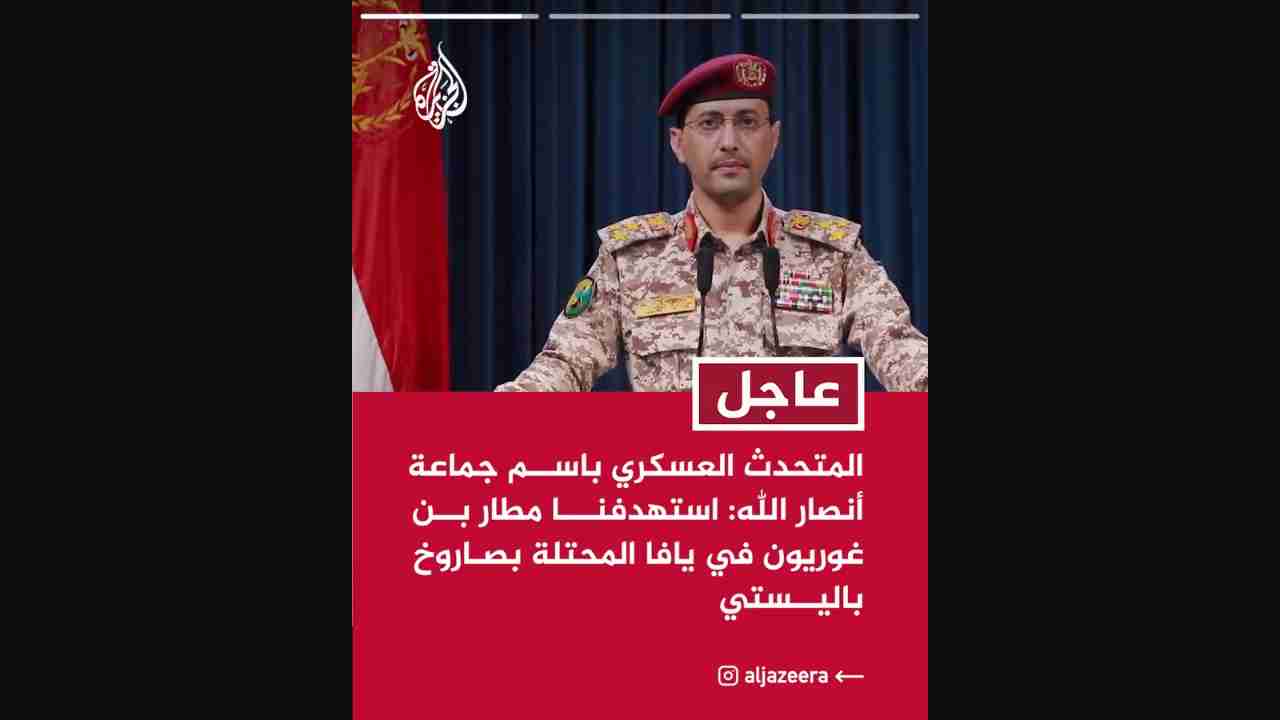 الجزيرة
عاجل
المتحدث العسكري باسم جماعة
أنصار الله: استهدفنا مطار بن
غوريون في يافا المحتلة بصاروخ
باليستي
aljazeera